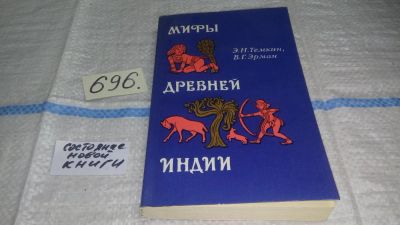 696.
состояние
новой
книги
МИФЫ
Э.Н.Темкин,
В.Г.Эрман
ДРЕВНЕЙ
ИНДИИ